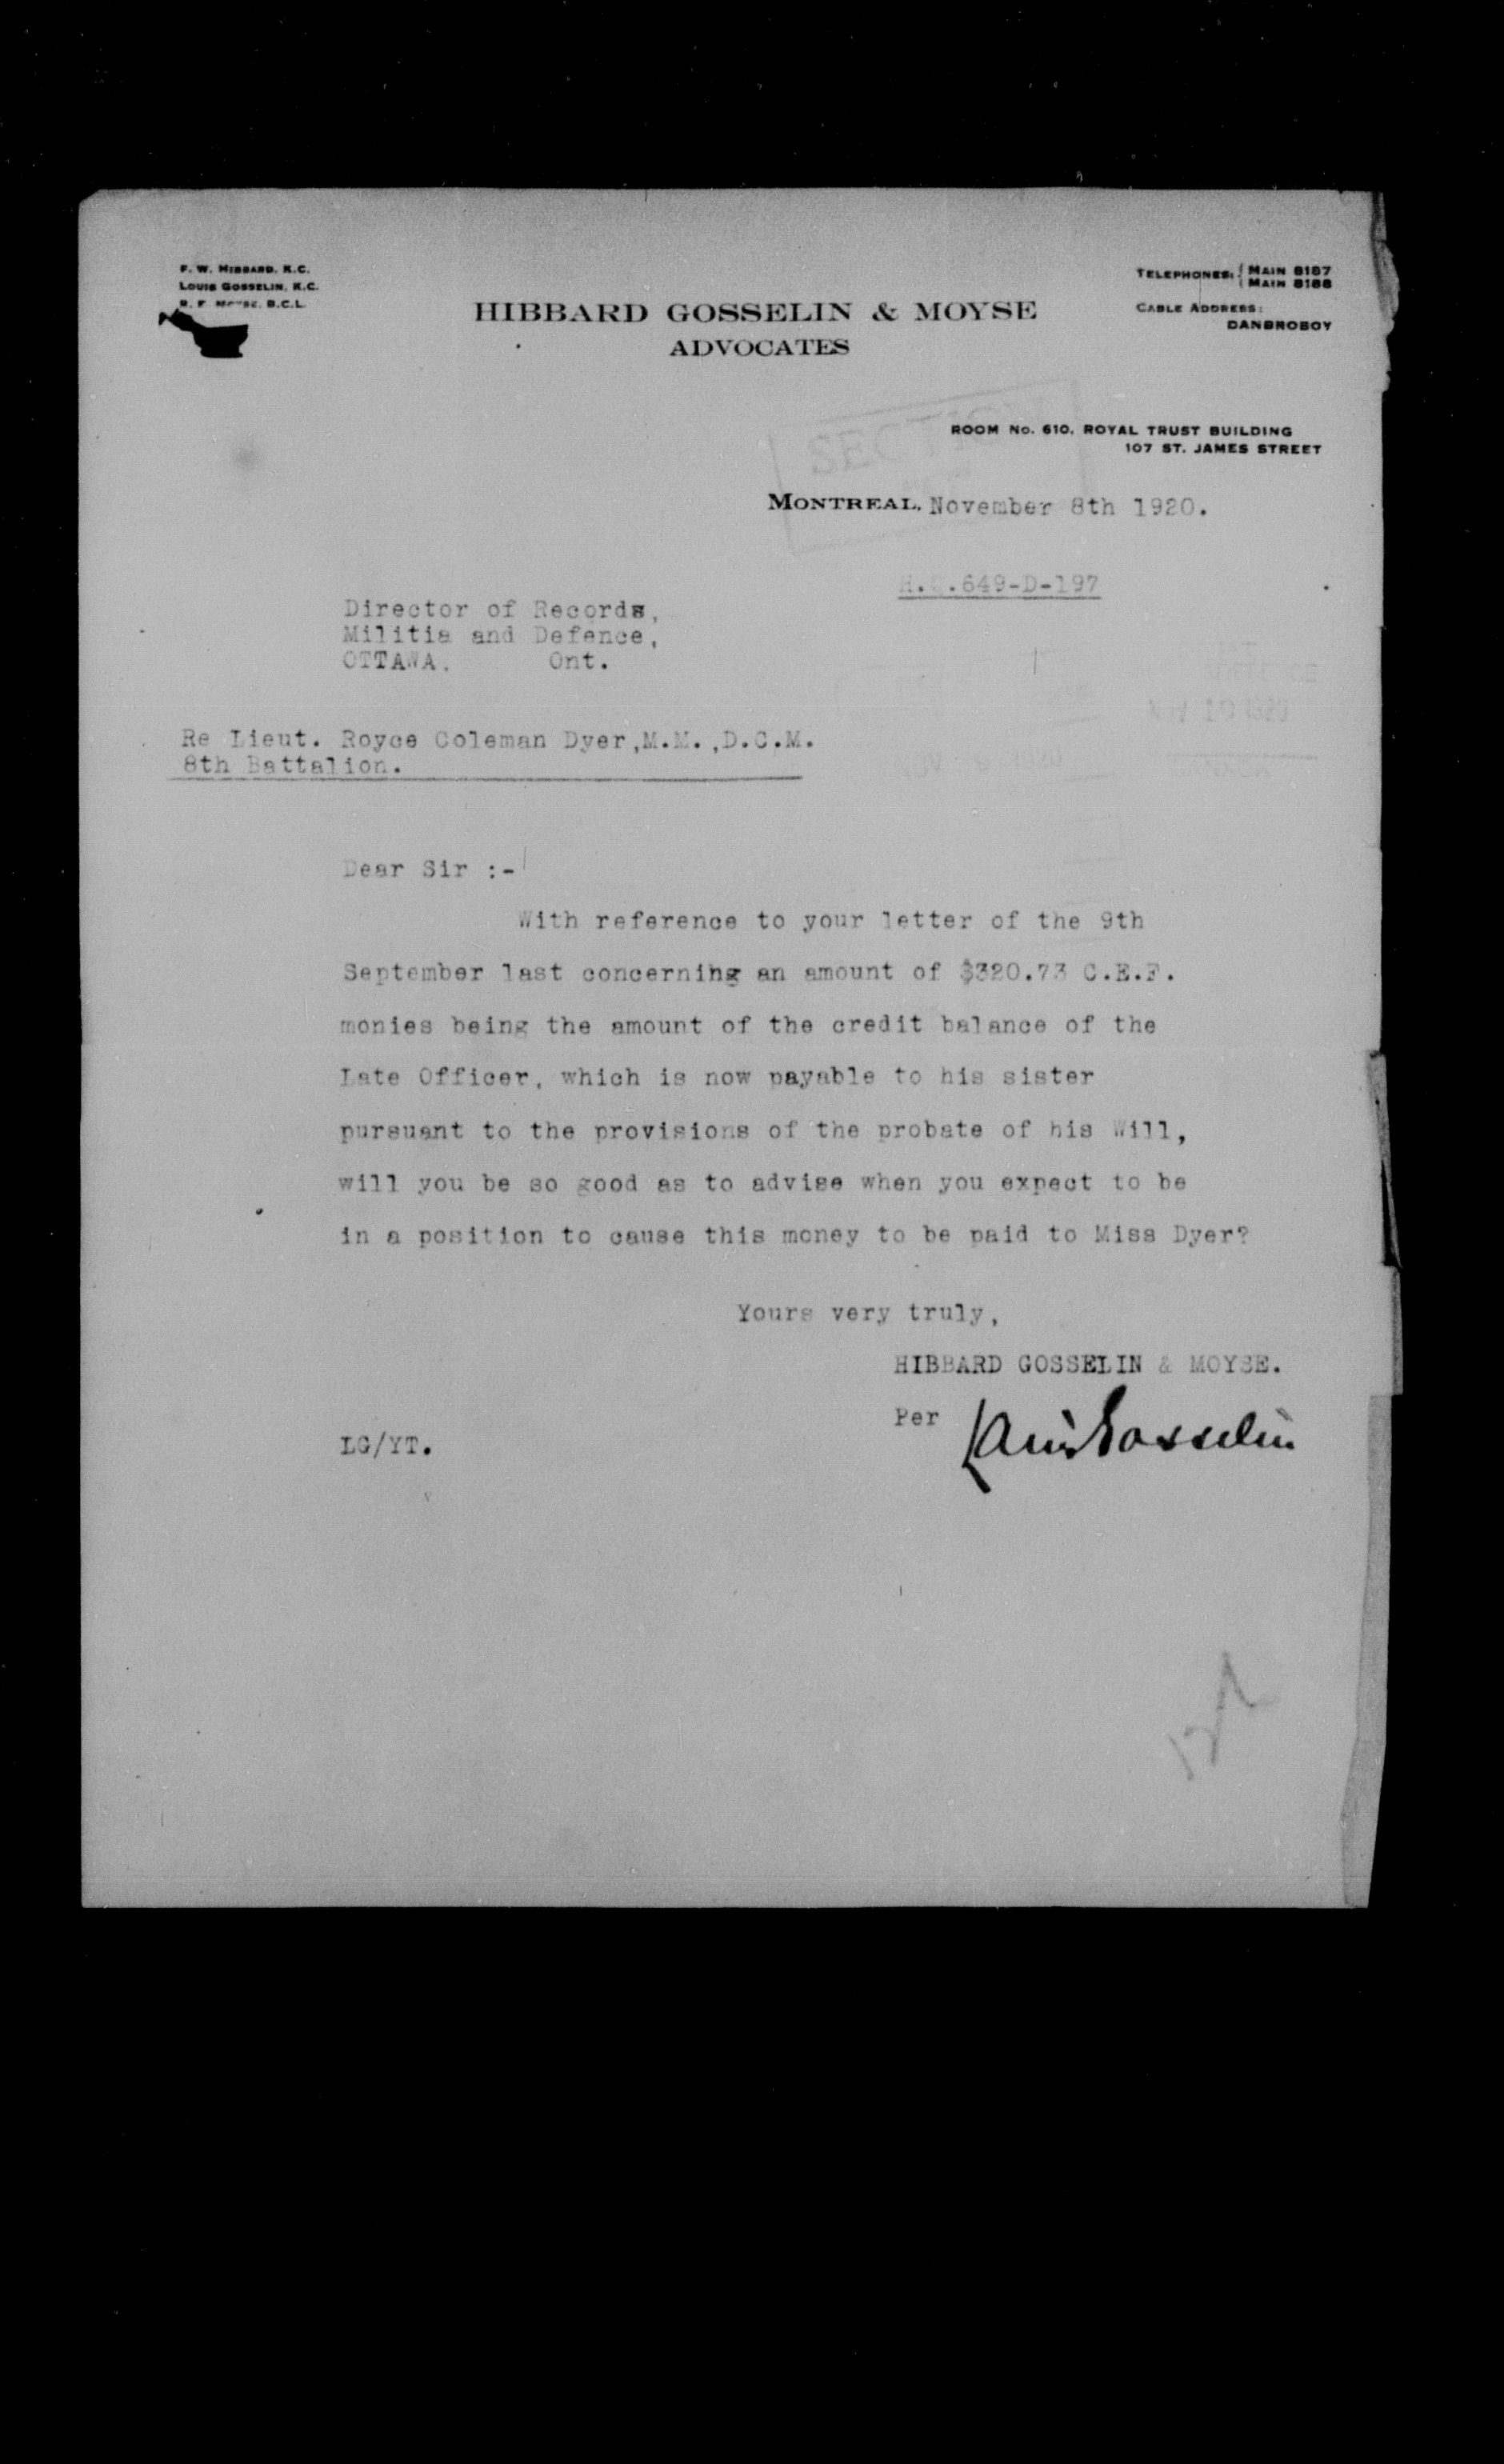 F. W. HIBBARD, K.C.
LOUIS GOSSELIN, K.C.
MOYSE, B.C.L.
HIBBARD GOSSELIN & MOYSE
ADVOCATES
TELEPHONES: { MAIN 8187
MAIN 8188
CABLE ADDRESS:
DANBROBOY
SECTION
ROOM NO. 610, ROYAL TRUST BUILDING
107 ST. JAMES STREET
MONTREAL, November 8th 1920.
H.Q.649-D-197
Director of Records,
Militia and Defence,
OTTAWA. Ont.
Re Lieut. Royce Coleman Dyer,M.M.,D.C.M.
8th Battalion.
Dear Sir :-
With reference to your letter of the 9th
September last concerning an amount of $320.73 C.E.F.
monies being the amount of the credit balance of the
Late Officer, which is now payable to his sister
pursuant to the provisions of the probate of his Will,
will you be so good as to advise when you expect to be
in a position to cause this money to be paid to Miss Dyer?
Yours very truly,
HIBBARD GOSSELIN & MOYSE.
Per Louis Gosselin
LG/YT.